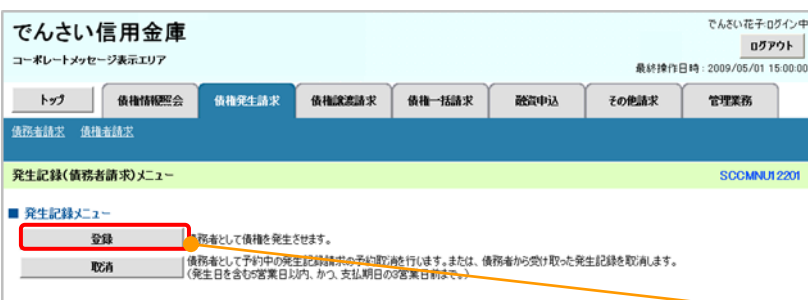 でんさい信用金庫
でんさい花子:ログイン中
ログアウト
コーポレートメッセージ表示エリア
最終操作日時:2009/05/01 15:00:00
トップ 債権情報照会 債権発生請求 債権譲渡請求 債権一括請求 融資申込 その他請求 管理業務
債務者請求 債権者請求
発生記録(債務者請求)メニュー SCCMNU12201
■ 発生記録メニュー
登録 務者として債権を発生させます。
取消 債務者として予約中の発生記録請求の予約取消を行います。または、債務者から受け取った発生記録を取消します。
(発生日を含む5営業日以内、かつ、支払期日の3営業日前まで。)